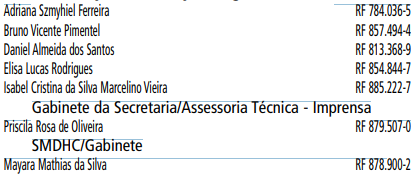 Adriana Szmyhiel Ferreira RF 784.036-5
Bruno Vicente Pimentel RF 857.494-4
Daniel Almeida dos Santos RF 813.368-9
Elisa Lucas Rodrigues RF 854.844-7
Isabel Cristina da Silva Marcelino Vieira RF 885.222-7
Gabinete da Secretaria/Assessoria Técnica - Imprensa
Priscila Rosa de Oliveira RF 879.507-0
SMDHC/Gabinete
Mayara Mathias da Silva RF 878.900-2